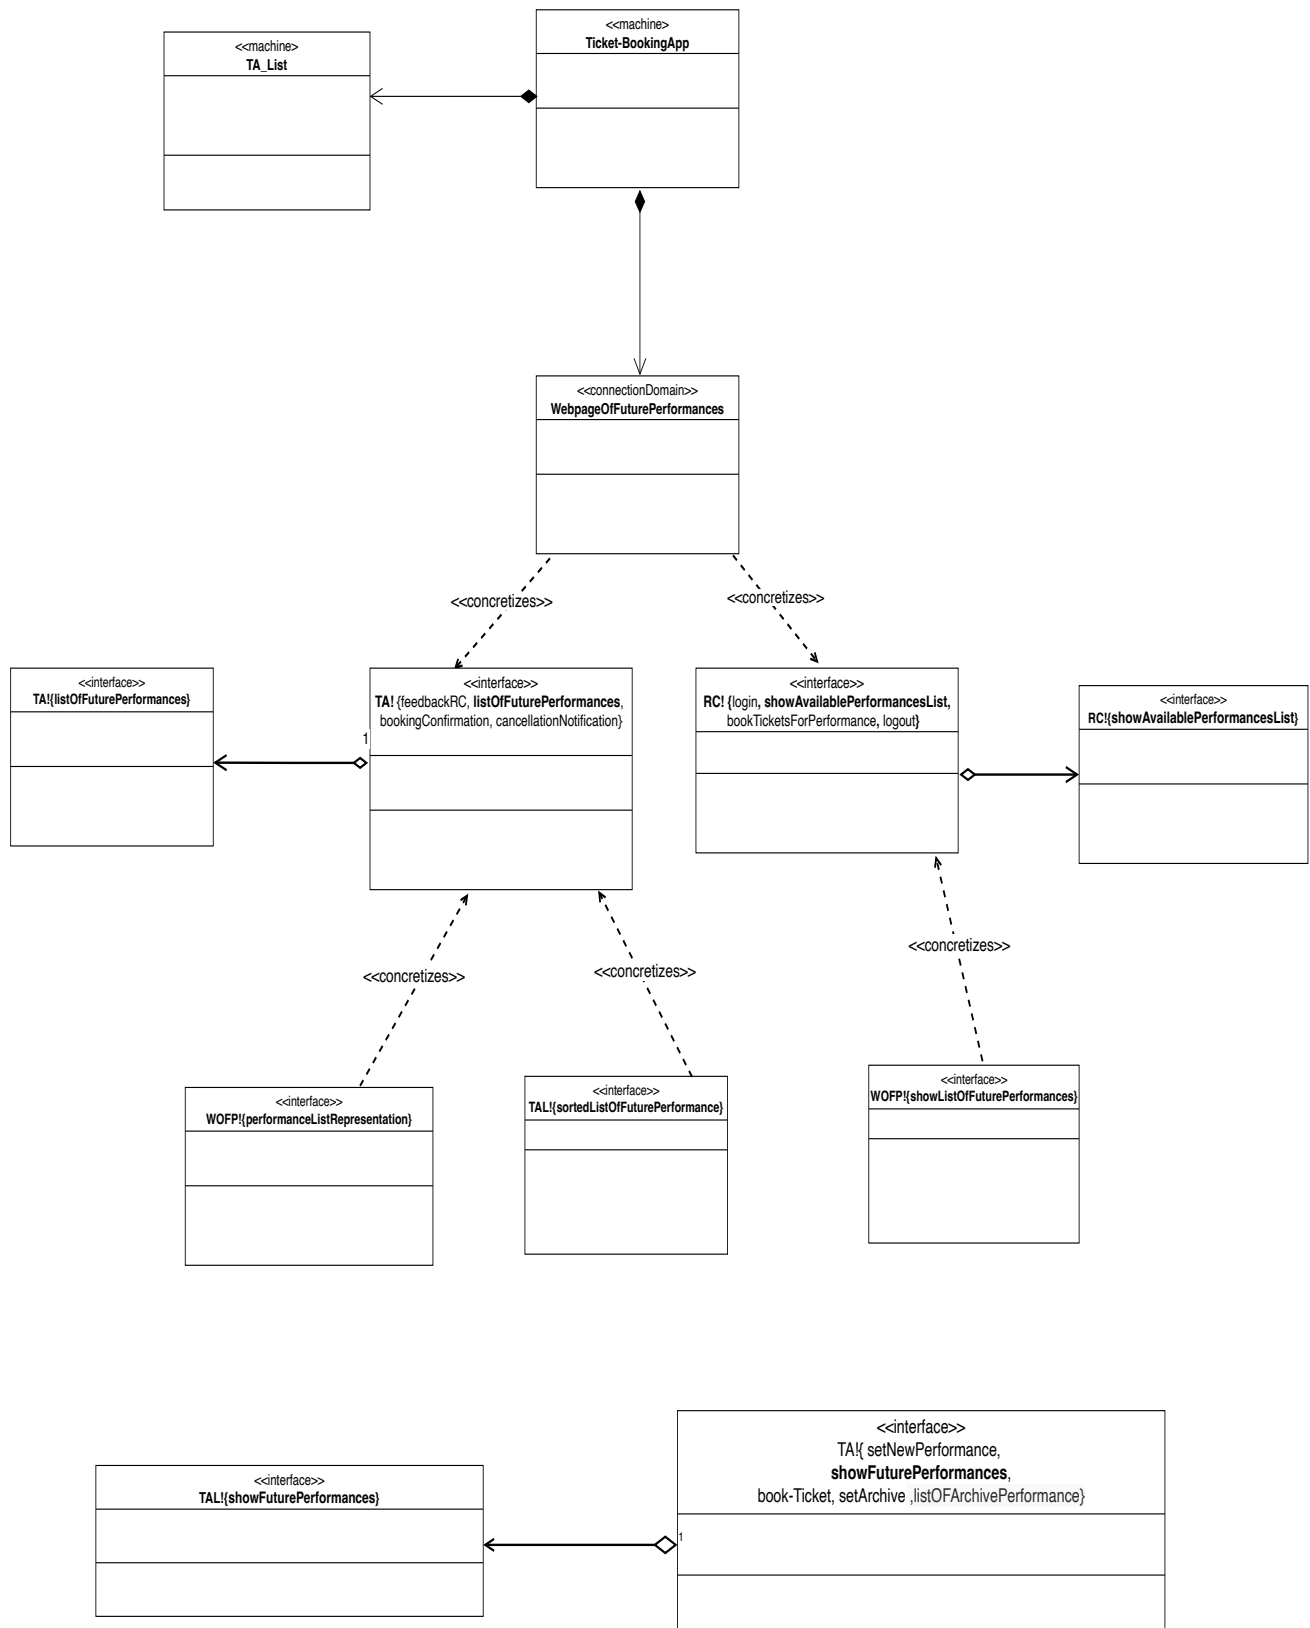 <<machine>
Ticket-BookingApp
<<machine>
TA_List
<<connectionDomain>>
WebpageOfFuturePerformances
<<concretizes>>
<<concretizes>>
<<interface>>
TA!{listOfFuturePerformances}
<<interface>>
TA! {feedbackRC, listOfFuturePerformances,
bookingConfirmation, cancellationNotification}
1
<<interface>>
RC! {login, showAvailablePerformancesList,
bookTicketsForPerformance, logout}
<<interface>>
RC!{showAvailablePerformancesList}
<<concretizes>>
<<concretizes>>
<<concretizes>>
<<interface>>
WOFP!{performanceListRepresentation}
<<interface>>
TAL!{sortedListOfFuturePerformance}
<<interface>>
WOFP!{showListOfFuturePerformances}
<<interface>>
TAL!{showFuturePerformances}
<<interface>>
TA!{ setNewPerformance,
showFuturePerformances,
book-Ticket, setArchive ,listOFArchivePerformance}
1